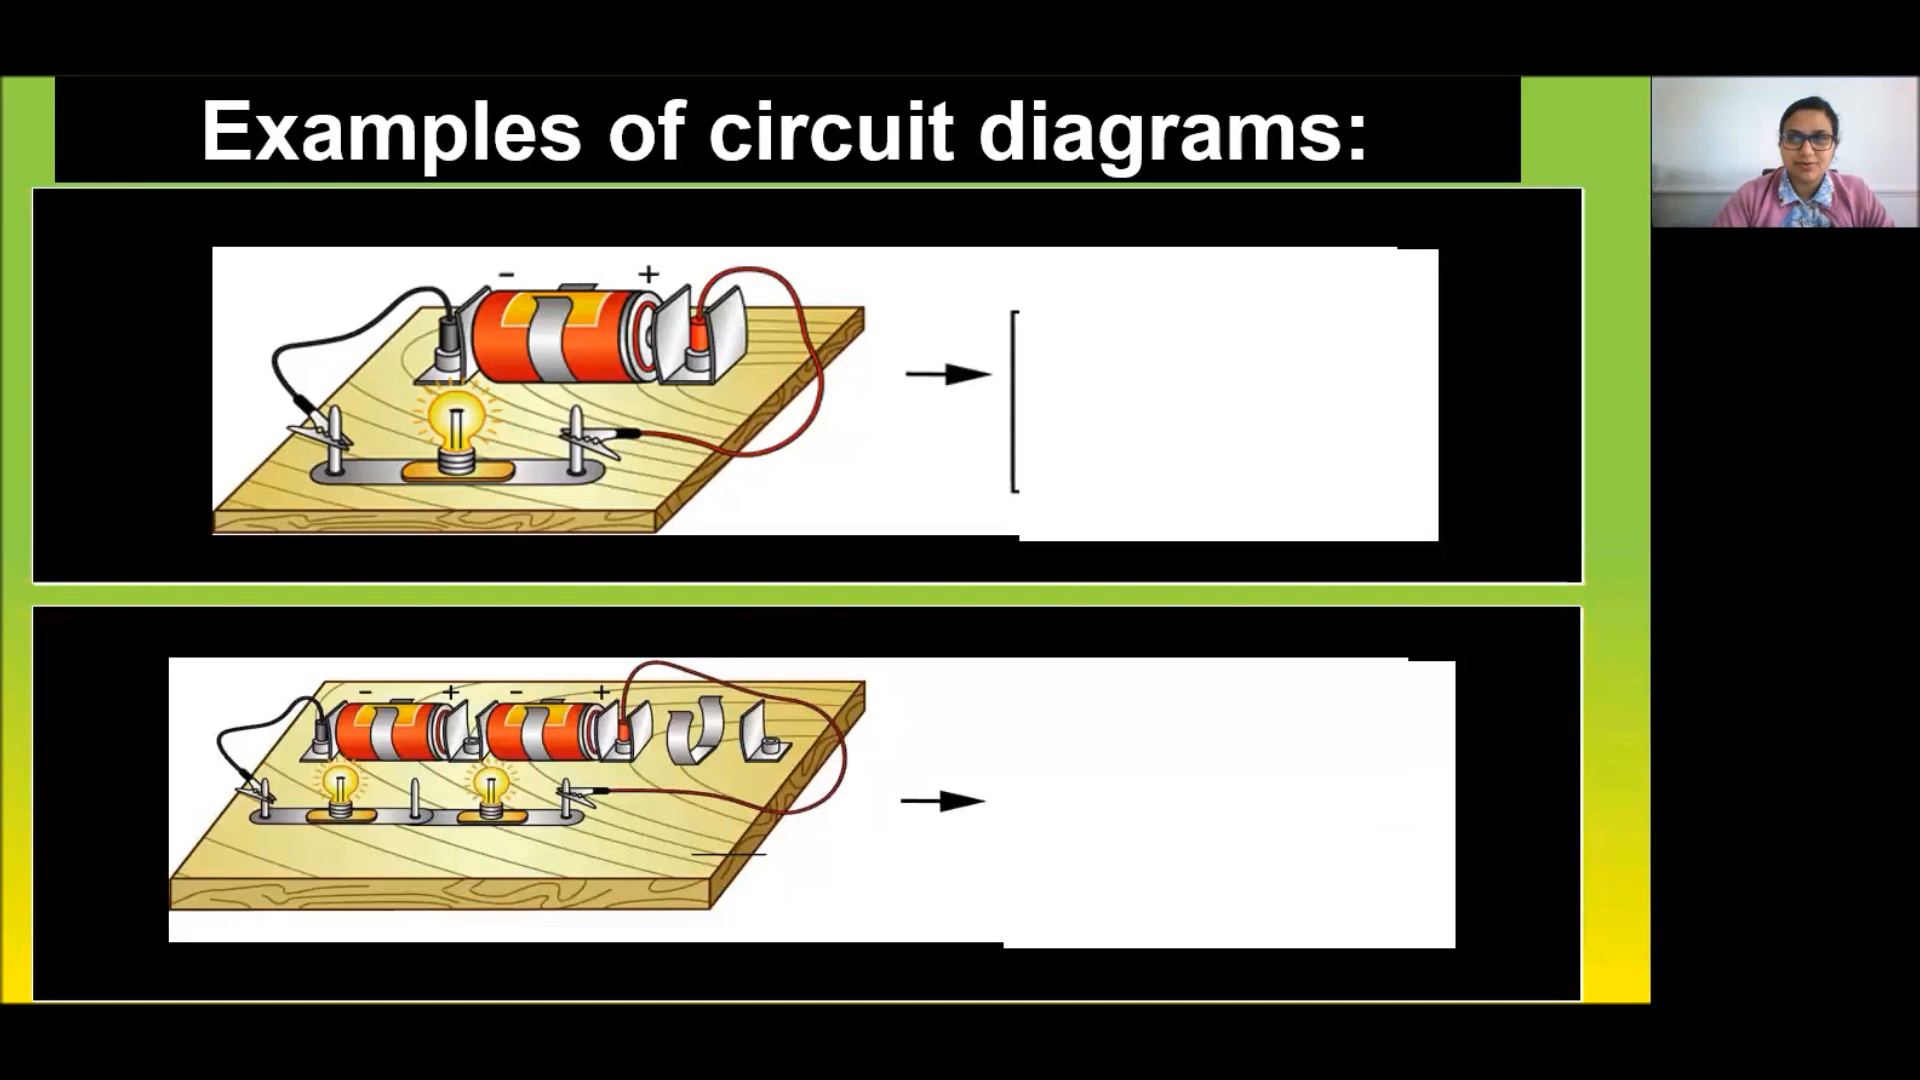 Examples of circuit diagrams:
- +
- + - +